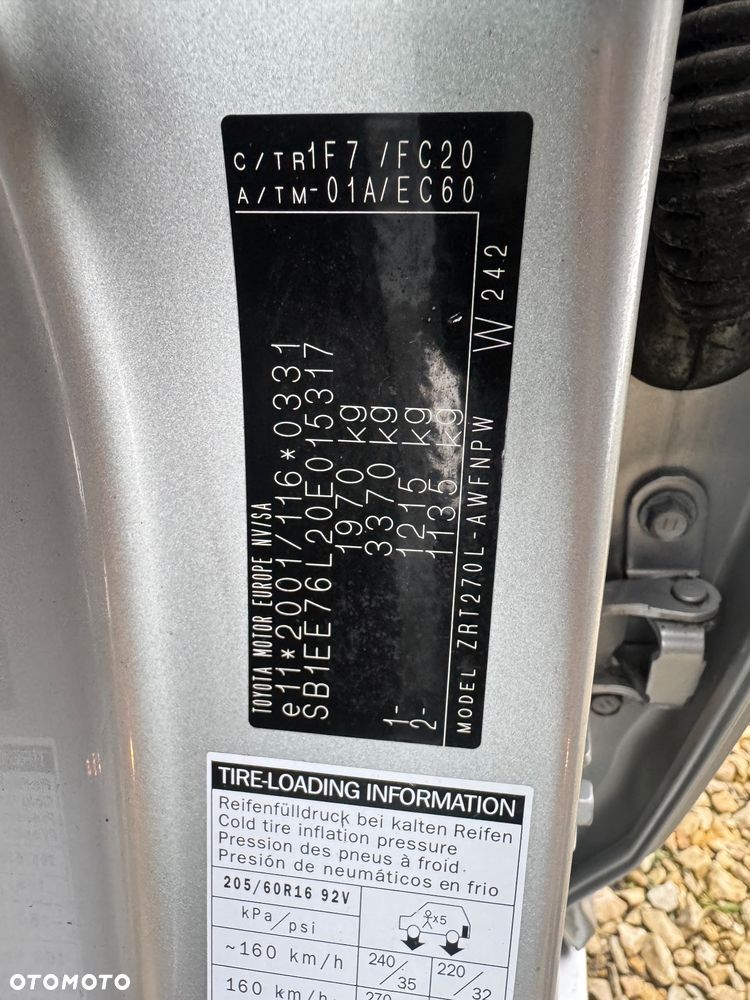 C/TR1F7 /FC20
A/TM-01A/EC60
W 242
TOYOTA MOTOR EUROPE NV/SA
e11*2001/116*0331
SB1EE76L20E015317
1970 kg
3370 kg
1- 1215 kg
2- 1135 kg
MODEL ZRT270L-AWFNPW
TIRE-LOADING INFORMATION
Reifenfülldruck bei kalten Reifen
Cold tire inflation pressure
Pression des pneus à froid
Presión de neumáticos en frio
205/60R16 92V
kPa/psi
x5
~160 km/h
240/35
220/32
160 km/h
270
OTOMOTO